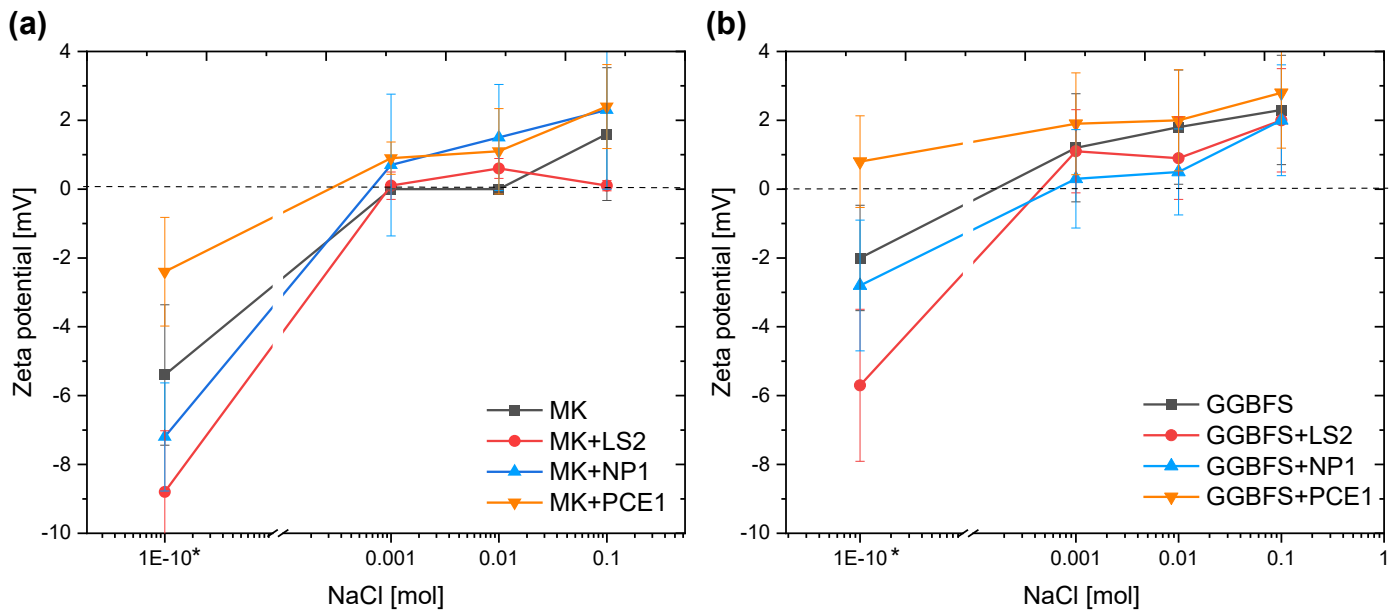 (a)
Zeta potential [mV]
4
2
0
-2
-4
-6
-8
-10
1E-10*
0.001
0.01
0.1
NaCl [mol]
MK
MK+LS2
MK+NP1
MK+PCE1
(b)
Zeta potential [mV]
4
2
0
-2
-4
-6
-8
-10
1E-10*
0.001
0.01
0.1
1
NaCl [mol]
GGBFS
GGBFS+LS2
GGBFS+NP1
GGBFS+PCE1